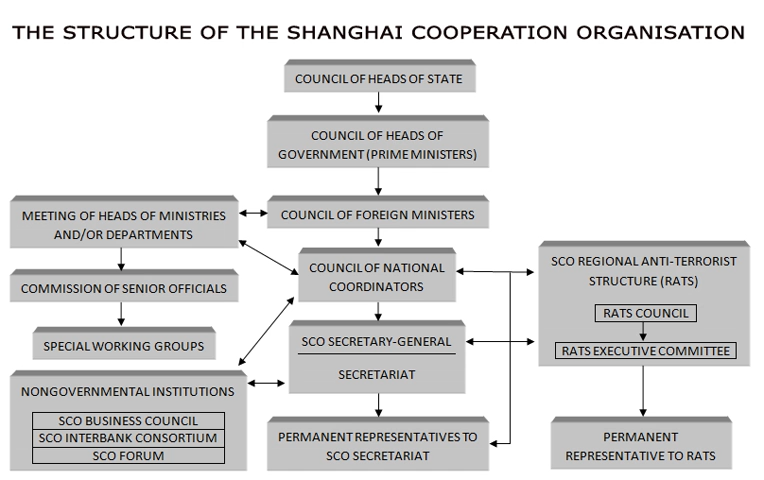 THE STRUCTURE OF THE SHANGHAI COOPERATION ORGANISATION
COUNCIL OF HEADS OF STATE
COUNCIL OF HEADS OF
GOVERNMENT (PRIME MINISTERS)
MEETING OF HEADS OF MINISTRIES
AND/OR DEPARTMENTS
COUNCIL OF FOREIGN MINISTERS
COMMISSION OF SENIOR OFFICIALS
COUNCIL OF NATIONAL
COORDINATORS
SCO REGIONAL ANTI-TERRORIST
STRUCTURE (RATS)
RATS COUNCIL
RATS EXECUTIVE COMMITTEE
SPECIAL WORKING GROUPS
SCO SECRETARY-GENERAL
SECRETARIAT
NONGOVERNMENTAL INSTITUTIONS
SCO BUSINESS COUNCIL
SCO INTERBANK CONSORTIUM
SCO FORUM
PERMANENT REPRESENTATIVES TO
SCO SECRETARIAT
PERMANENT
REPRESENTATIVE TO RATS